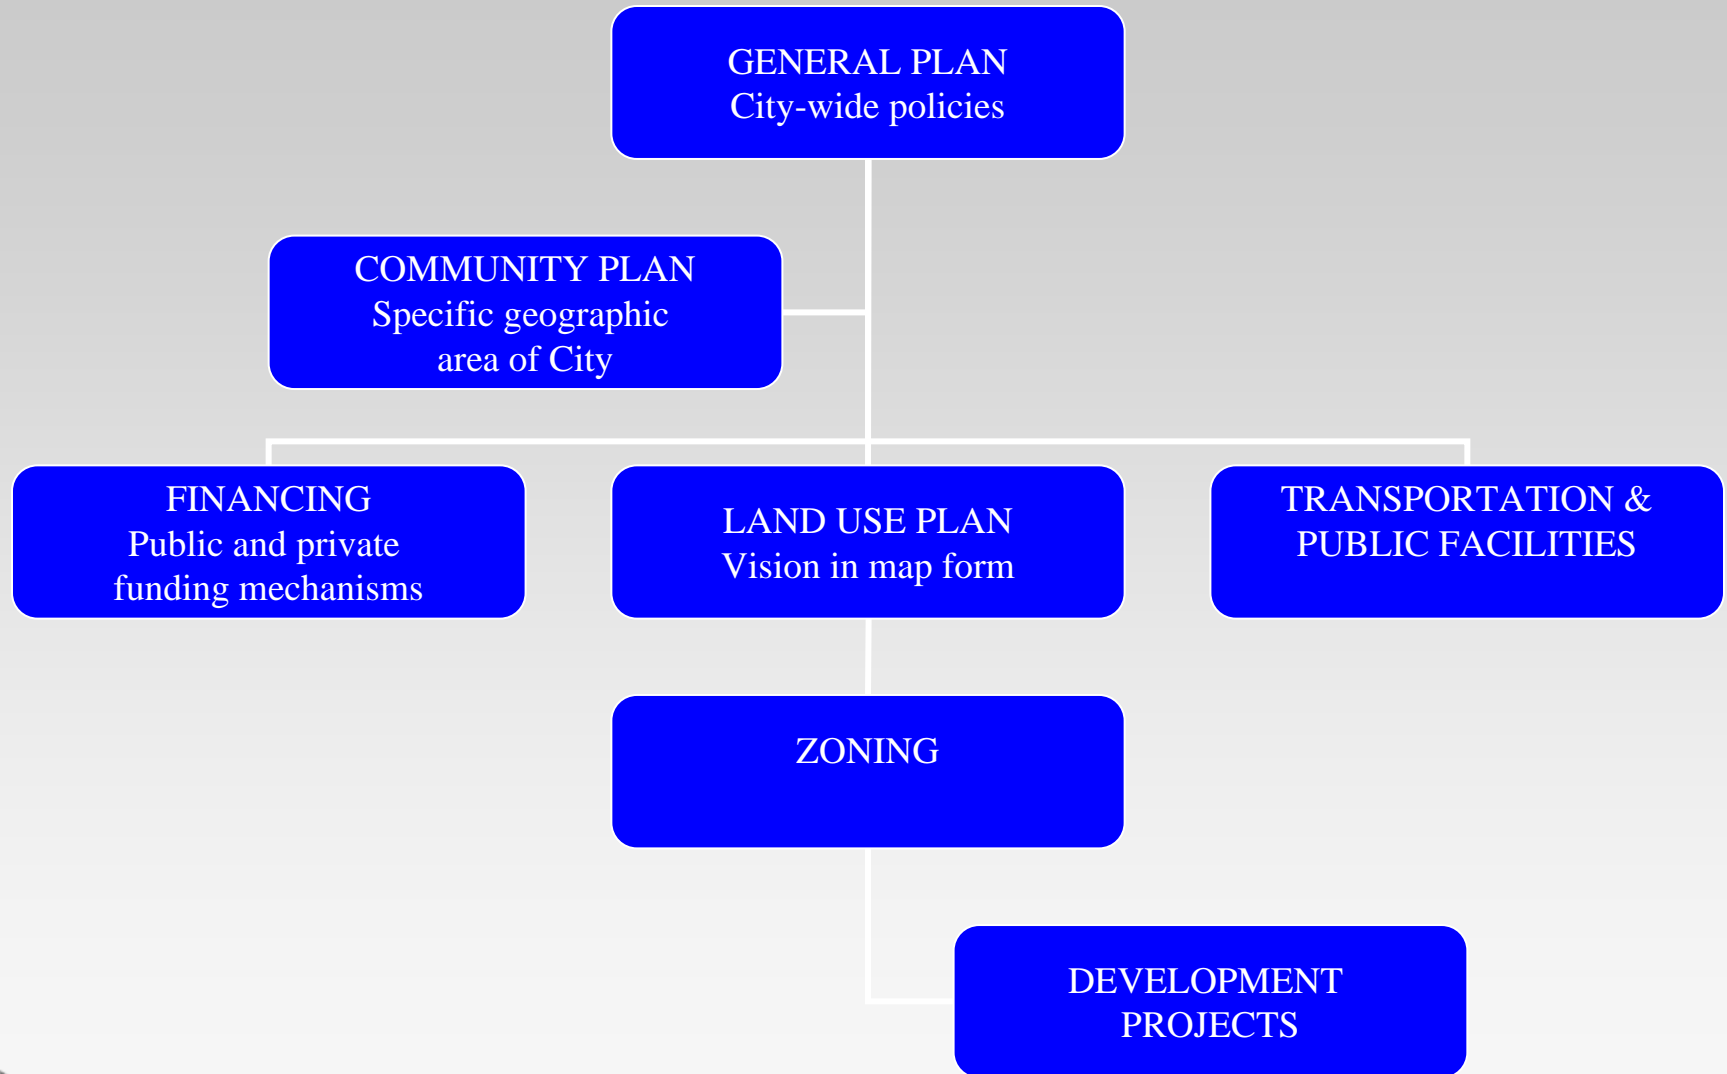 GENERAL PLAN
City-wide policies
COMMUNITY PLAN
Specific geographic
area of City
FINANCING
Public and private
funding mechanisms
LAND USE PLAN
Vision in map form
TRANSPORTATION &
PUBLIC FACILITIES
ZONING
DEVELOPMENT
PROJECTS